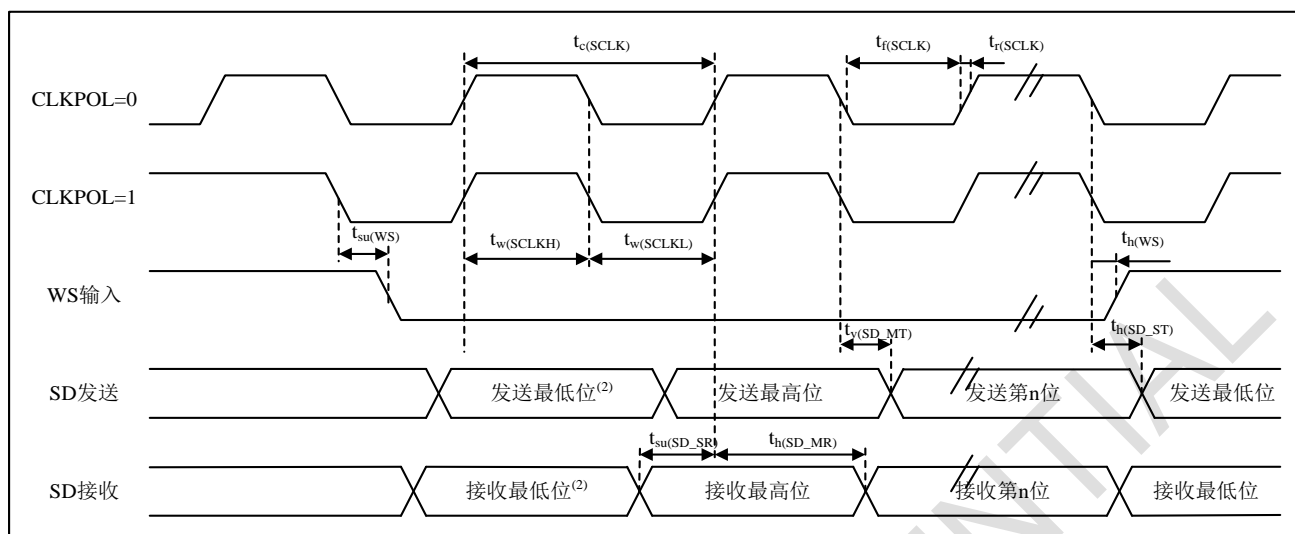 tc(SCLK)
tf(SCLK)
tr(SCLK)
CLKPOL=0
CLKPOL=1
tsu(WS)
tw(SCLKH)
tw(SCLKL)
th(WS)
WS输入
tv(SD_MT)
th(SD_ST)
SD发送
发送最低位(2)
发送最高位
发送第n位
发送最低位
tsu(SD_SR)
th(SD_MR)
SD接收
接收最低位(2)
接收最高位
接收第n位
接收最低位
NTIAL